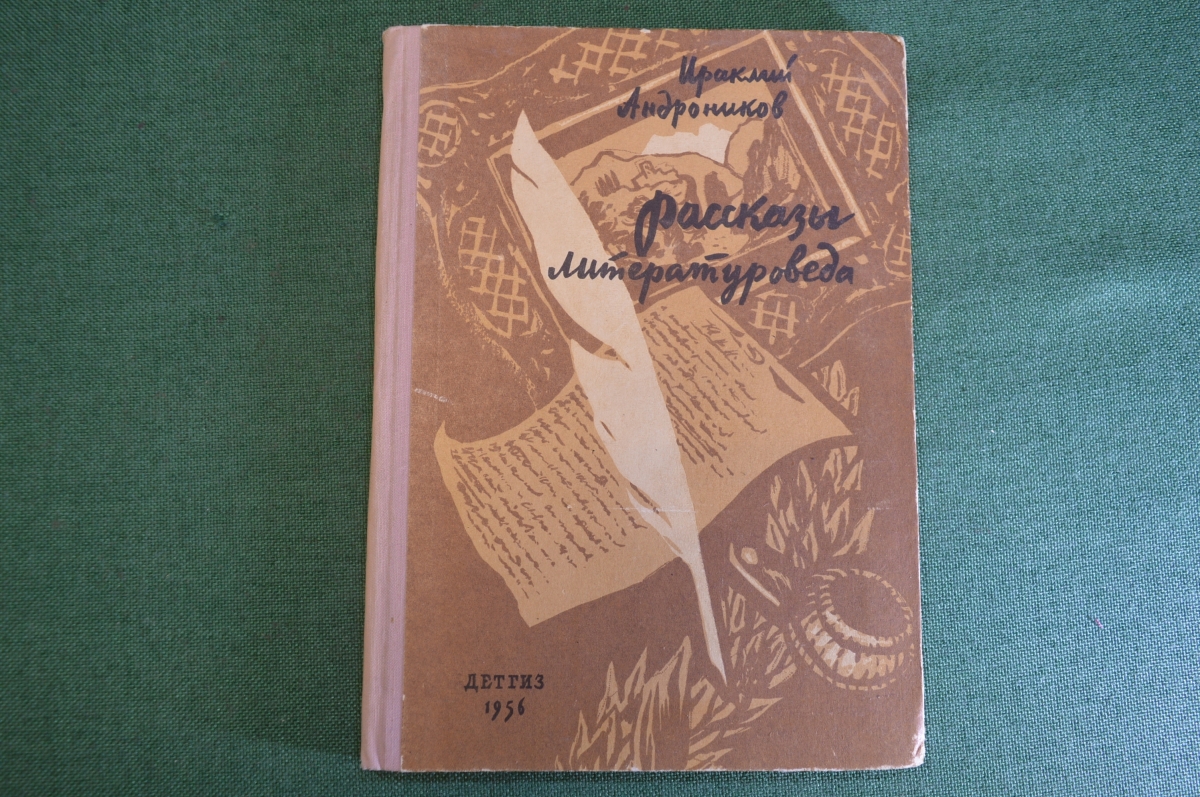 Ираклий
Андроников
Рассказы
литературоведа
ДЕТГИЗ
1956